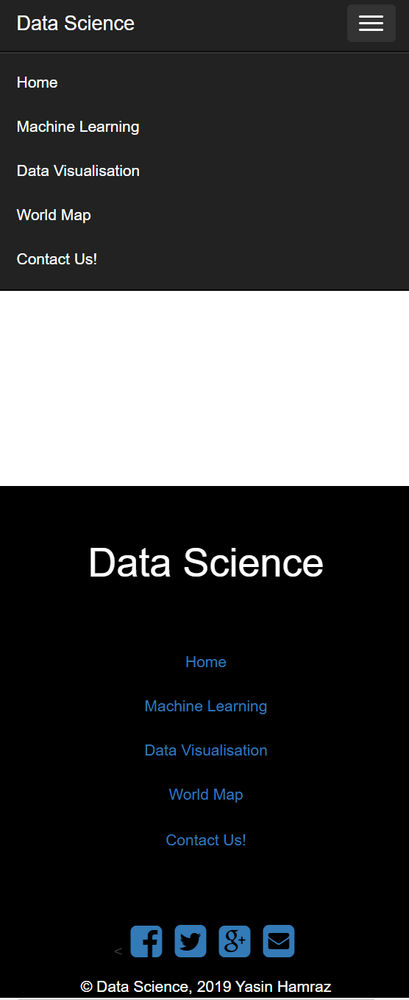 Data Science
Home
Machine Learning
Data Visualisation
World Map
Contact Us!
Data Science
Home
Machine Learning
Data Visualisation
World Map
Contact Us!
<
© Data Science, 2019 Yasin Hamraz